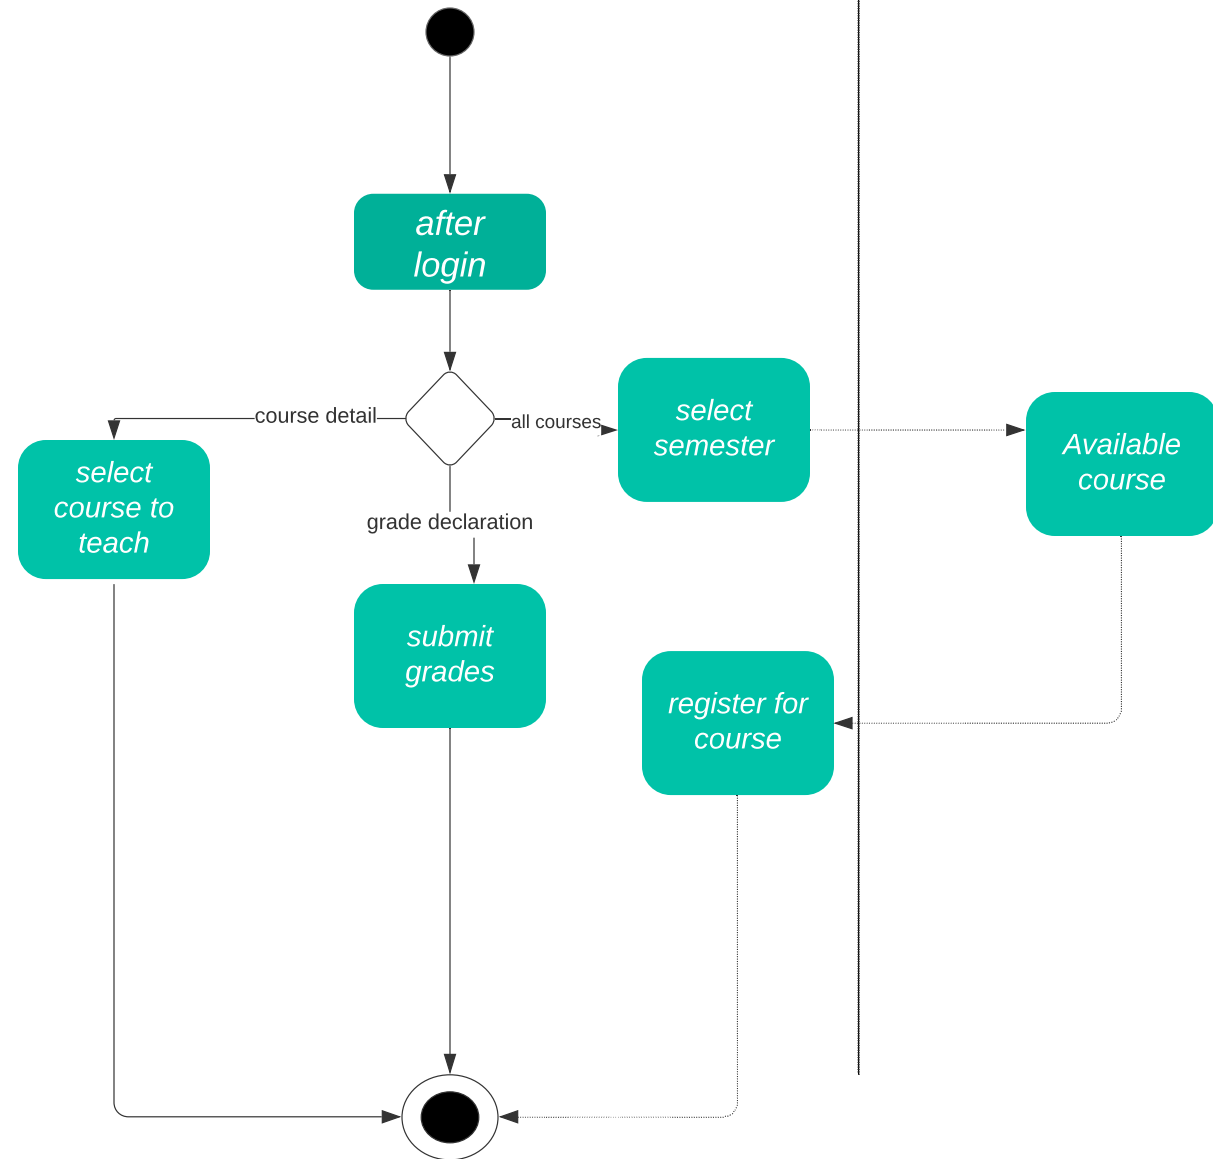 after
login
course detail
all courses
select
semester
Available
course
select
course to
teach
grade declaration
submit
grades
register for
course